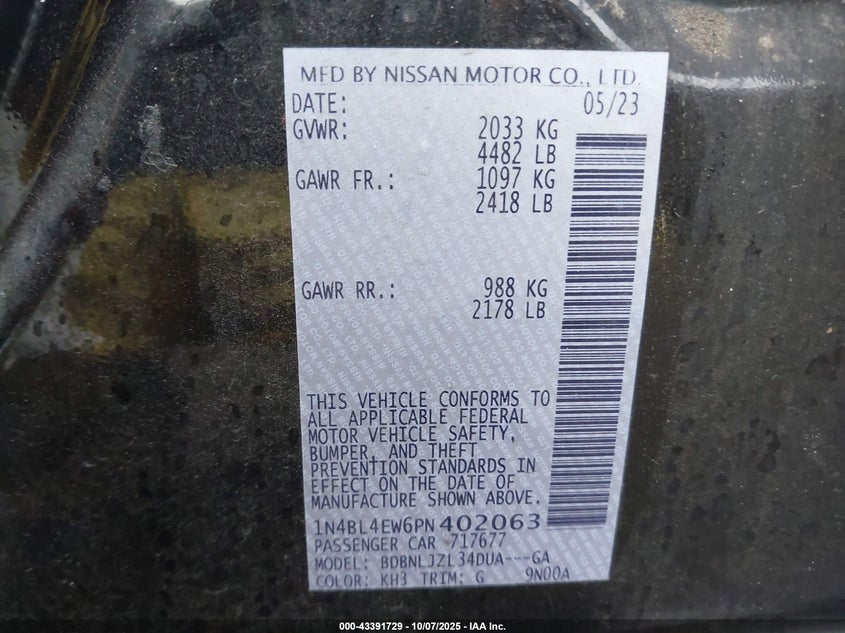 MFD BY NISSAN MOTOR CO., LTD.
DATE: 05/23
GVWR: 2033 KG
4482 LB
GAWR FR.: 1097 KG
2418 LB
GAWR RR.: 988 KG
2178 LB
THIS VEHICLE CONFORMS TO
ALL APPLICABLE FEDERAL
MOTOR VEHICLE SAFETY,
BUMPER, AND THEFT
PREVENTION STANDARDS IN
EFFECT ON THE DATE OF
MANUFACTURE SHOWN ABOVE.
1N4BL4EW6PN402063
PASSENGER CAR 717677
MODEL: BDBNLJZL34DUA---GA
COLOR: KH3 TRIM: G 9N00A
000-43391729 - 10/07/2025 - IAA Inc.